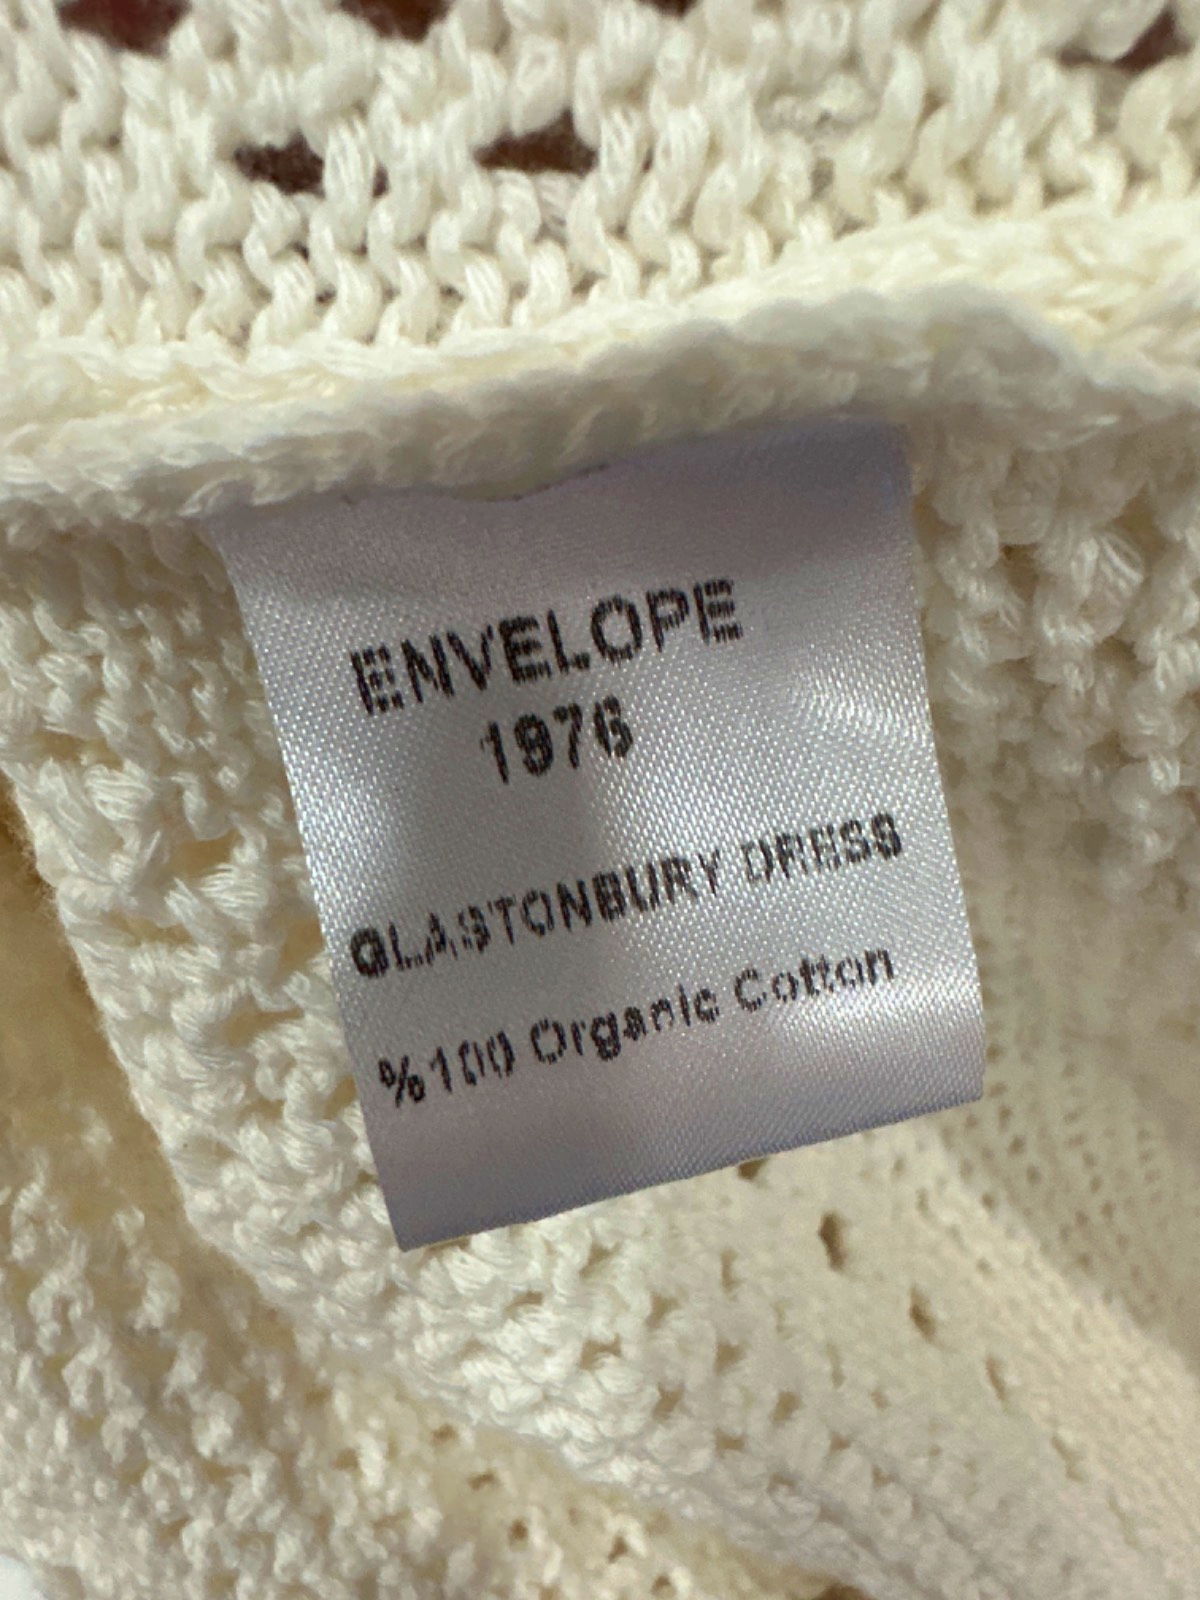 ENVELOPE
1976
GLASTONBURY DRESS
%100 Organic Cotton